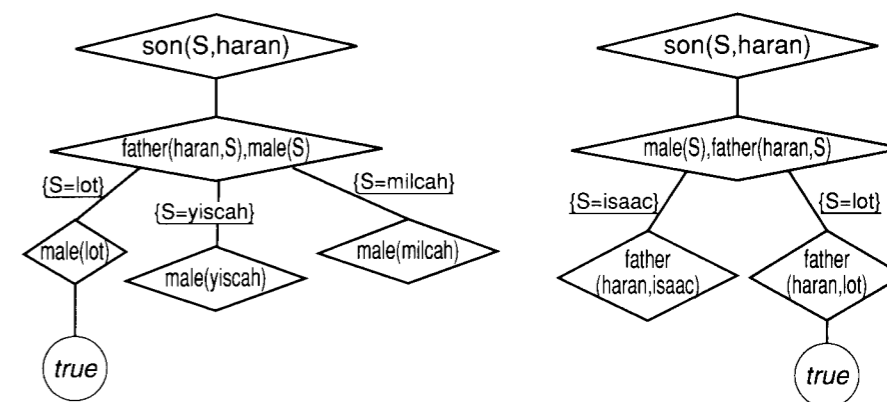 son(S,haran)
father(haran,S),male(S)
{S=lot}
{S=yiscah}
{S=milcah}
male(lot)
male(yiscah)
male(milcah)
true
son(S,haran)
male(S),father(haran,S)
{S=isaac}
{S=lot}
father
(haran,isaac)
father
(haran,lot)
true